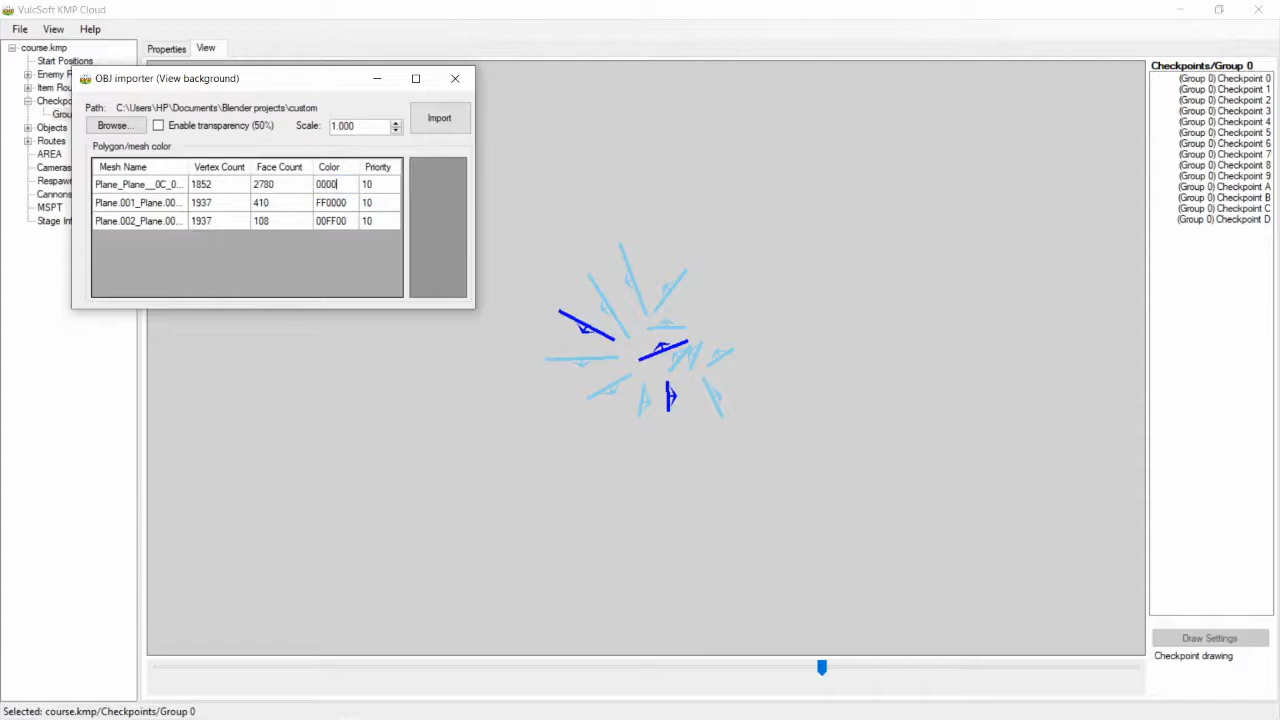 VulcSoft KMP Cloud
File View Help
course.kmp
Start Positions
Enemy R
Item Rou
Checkpo
Grou
Objects
Routes
AREA
Cameras
Respaw
Cannons
MSPT
Stage Inf
Properties View
OBJ importer (View background)
Path: C:\Users\HP\Documents\Blender projects\custom
Browse... Enable transparency (50%) Scale: 1.000 Import
Polygon/mesh color
Mesh Name Vertex Count Face Count Color Priority
Plane_Plane__0C_0... 1852 2780 0000 10
Plane.001_Plane.00... 1937 410 FF0000 10
Plane.002_Plane.00... 1937 108 00FF00 10
Checkpoints/Group 0
(Group 0) Checkpoint 0
(Group 0) Checkpoint 1
(Group 0) Checkpoint 2
(Group 0) Checkpoint 3
(Group 0) Checkpoint 4
(Group 0) Checkpoint 5
(Group 0) Checkpoint 6
(Group 0) Checkpoint 7
(Group 0) Checkpoint 8
(Group 0) Checkpoint 9
(Group 0) Checkpoint A
(Group 0) Checkpoint B
(Group 0) Checkpoint C
(Group 0) Checkpoint D
Draw Settings
Checkpoint drawing
Selected: course.kmp/Checkpoints/Group 0